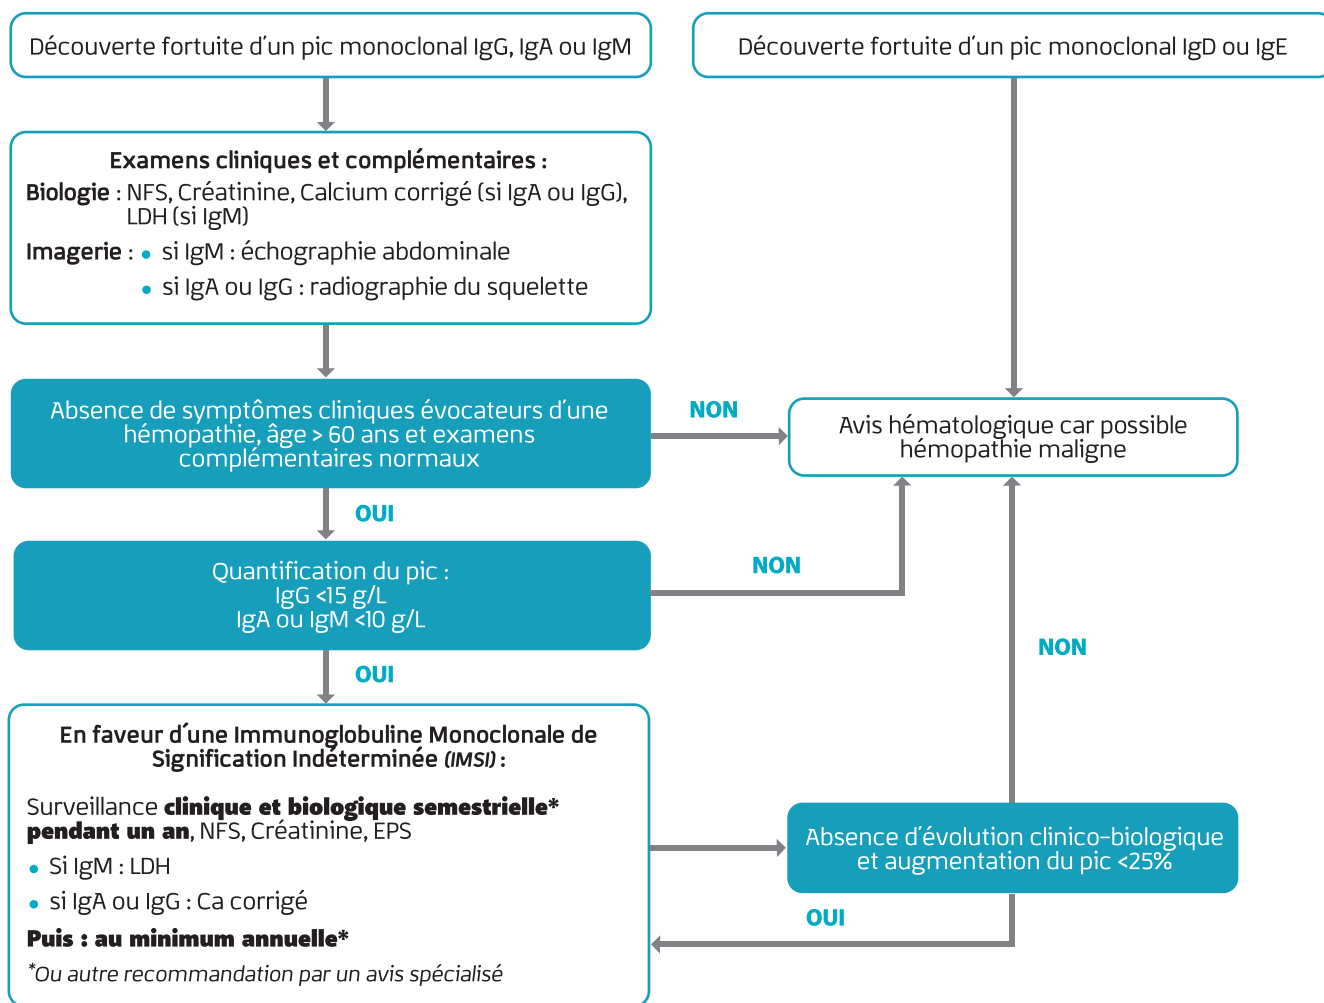 Découverte fortuite d'un pic monoclonal IgG, IgA ou IgM
Découverte fortuite d'un pic monoclonal IgD ou IgE
Examens cliniques et complémentaires :
Biologie : NFS, Créatinine, Calcium corrigé (si IgA ou IgG),
LDH (si IgM)
Imagerie : • si IgM : échographie abdominale
• si IgA ou IgG : radiographie du squelette
Absence de symptômes cliniques évocateurs d'une
hémopathie, âge > 60 ans et examens
complémentaires normaux
NON
Avis hématologique car possible
hémopathie maligne
OUI
Quantification du pic :
IgG <15 g/L
IgA ou IgM <10 g/L
NON
OUI
NON
En faveur d'une Immunoglobuline Monoclonale de
Signification Indéterminée (IMSI) :
Surveillance clinique et biologique semestrielle*
pendant un an, NFS, Créatinine, EPS
• Si IgM : LDH
• si IgA ou IgG : Ca corrigé
Puis : au minimum annuelle*
*Ou autre recommandation par un avis spécialisé
Absence d'évolution clinico-biologique
et augmentation du pic <25%
OUI